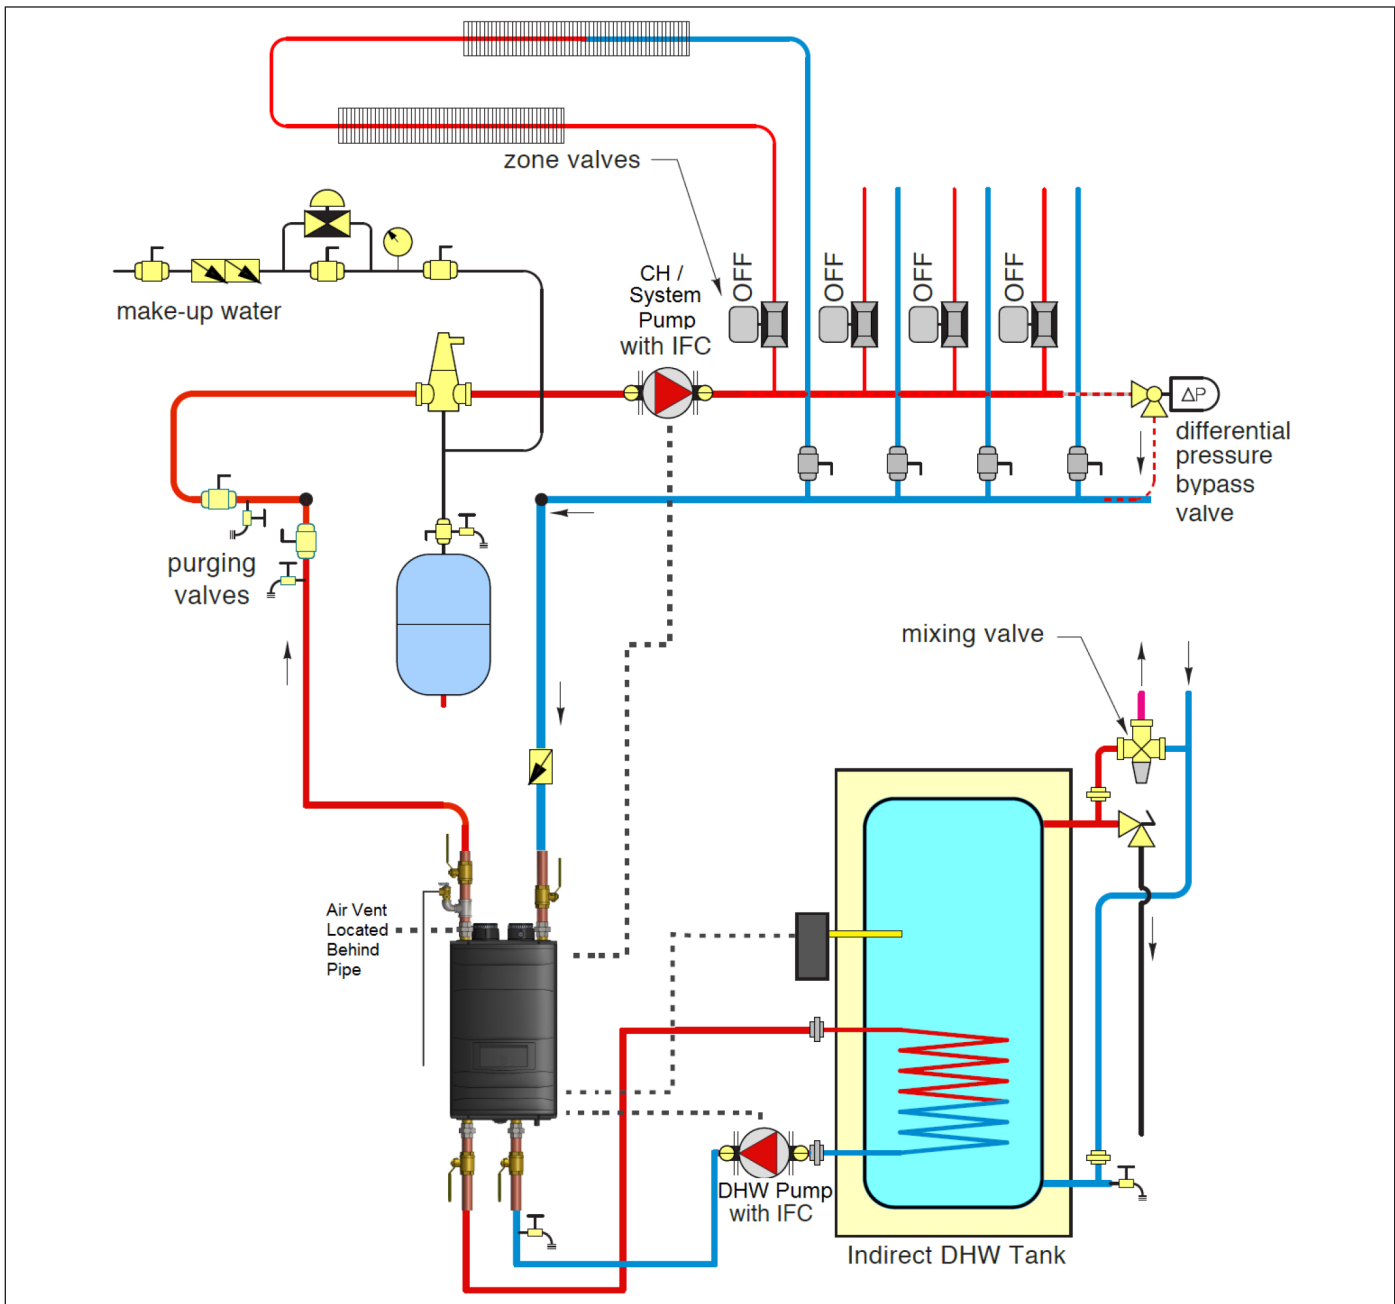 zone valves
make-up water
CH /
System
Pump
with IFC
OFF
OFF
OFF
OFF
ΔP
differential
pressure
bypass
valve
purging
valves
mixing valve
Air Vent
Located
Behind
Pipe
DHW Pump
with IFC
Indirect DHW Tank